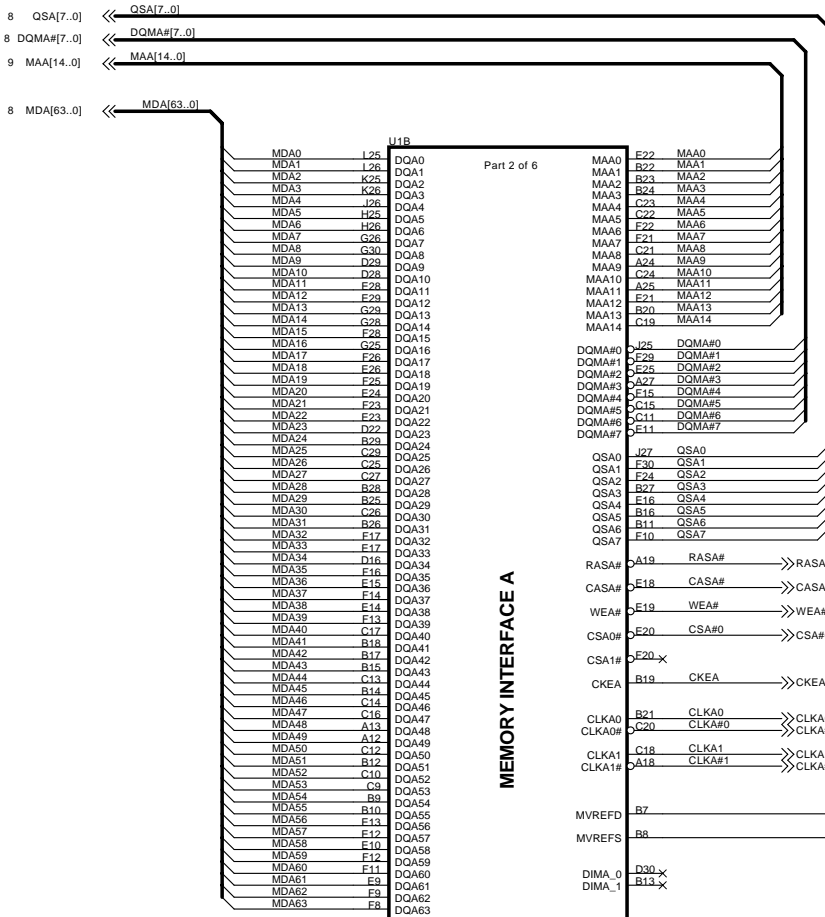 8 QSA[7..0] QSA[7..0]
8 DQMA#[7..0] DQMA#[7..0]
9 MAA[14..0] MAA[14..0]
8 MDA[63..0] MDA[63..0]
U1B
Part 2 of 6
MDA0 L25 DQA0
MDA1 L26 DQA1
MDA2 K25 DQA2
MDA3 K26 DQA3
MDA4 J26 DQA4
MDA5 H25 DQA5
MDA6 H26 DQA6
MDA7 G26 DQA7
MDA8 G30 DQA8
MDA9 D29 DQA9
MDA10 D28 DQA10
MDA11 E28 DQA11
MDA12 E29 DQA12
MDA13 G29 DQA13
MDA14 G28 DQA14
MDA15 F28 DQA15
MDA16 G25 DQA16
MDA17 F26 DQA17
MDA18 E26 DQA18
MDA19 F25 DQA19
MDA20 E24 DQA20
MDA21 F23 DQA21
MDA22 E23 DQA22
MDA23 D22 DQA23
MDA24 B29 DQA24
MDA25 C29 DQA25
MDA26 C25 DQA26
MDA27 C27 DQA27
MDA28 B28 DQA28
MDA29 B25 DQA29
MDA30 C26 DQA30
MDA31 B26 DQA31
MDA32 F17 DQA32
MDA33 E17 DQA33
MDA34 D16 DQA34
MDA35 F16 DQA35
MDA36 E15 DQA36
MDA37 F14 DQA37
MDA38 E14 DQA38
MDA39 F13 DQA39
MDA40 C17 DQA40
MDA41 B18 DQA41
MDA42 B17 DQA42
MDA43 B15 DQA43
MDA44 C13 DQA44
MDA45 B14 DQA45
MDA46 C14 DQA46
MDA47 C16 DQA47
MDA48 A13 DQA48
MDA49 A12 DQA49
MDA50 C12 DQA50
MDA51 B12 DQA51
MDA52 C10 DQA52
MDA53 C9 DQA53
MDA54 B9 DQA54
MDA55 B10 DQA55
MDA56 E13 DQA56
MDA57 E12 DQA57
MDA58 E10 DQA58
MDA59 F12 DQA59
MDA60 F11 DQA60
MDA61 E9 DQA61
MDA62 F9 DQA62
MDA63 F8 DQA63
MEMORY INTERFACE A
MAA0 E22 MAA0
MAA1 B22 MAA1
MAA2 B23 MAA2
MAA3 B24 MAA3
MAA4 C23 MAA4
MAA5 C22 MAA5
MAA6 F22 MAA6
MAA7 F21 MAA7
MAA8 C21 MAA8
MAA9 A24 MAA9
MAA10 C24 MAA10
MAA11 A25 MAA11
MAA12 E21 MAA12
MAA13 B20 MAA13
MAA14 C19 MAA14
DQMA#0 J25 DQMA#0
DQMA#1 F29 DQMA#1
DQMA#2 E25 DQMA#2
DQMA#3 A27 DQMA#3
DQMA#4 F15 DQMA#4
DQMA#5 C15 DQMA#5
DQMA#6 C11 DQMA#6
DQMA#7 E11 DQMA#7
QSA0 J27 QSA0
QSA1 F30 QSA1
QSA2 F24 QSA2
QSA3 B27 QSA3
QSA4 E16 QSA4
QSA5 B16 QSA5
QSA6 B11 QSA6
QSA7 F10 QSA7
RASA# A19 RASA# RASA
CASA# E18 CASA# CASA
WEA# E19 WEA# WEA#
CSA0# E20 CSA#0 CSA#
CSA1# F20
CKEA B19 CKEA CKEA
CLKA0 B21 CLKA0 CLKA
CLKA0# C20 CLKA#0 CLKA
CLKA1 C18 CLKA1 CLKA
CLKA1# A18 CLKA#1 CLKA
MVREFD B7
MVREFS B8
DIMA_0 D30
DIMA_1 B13